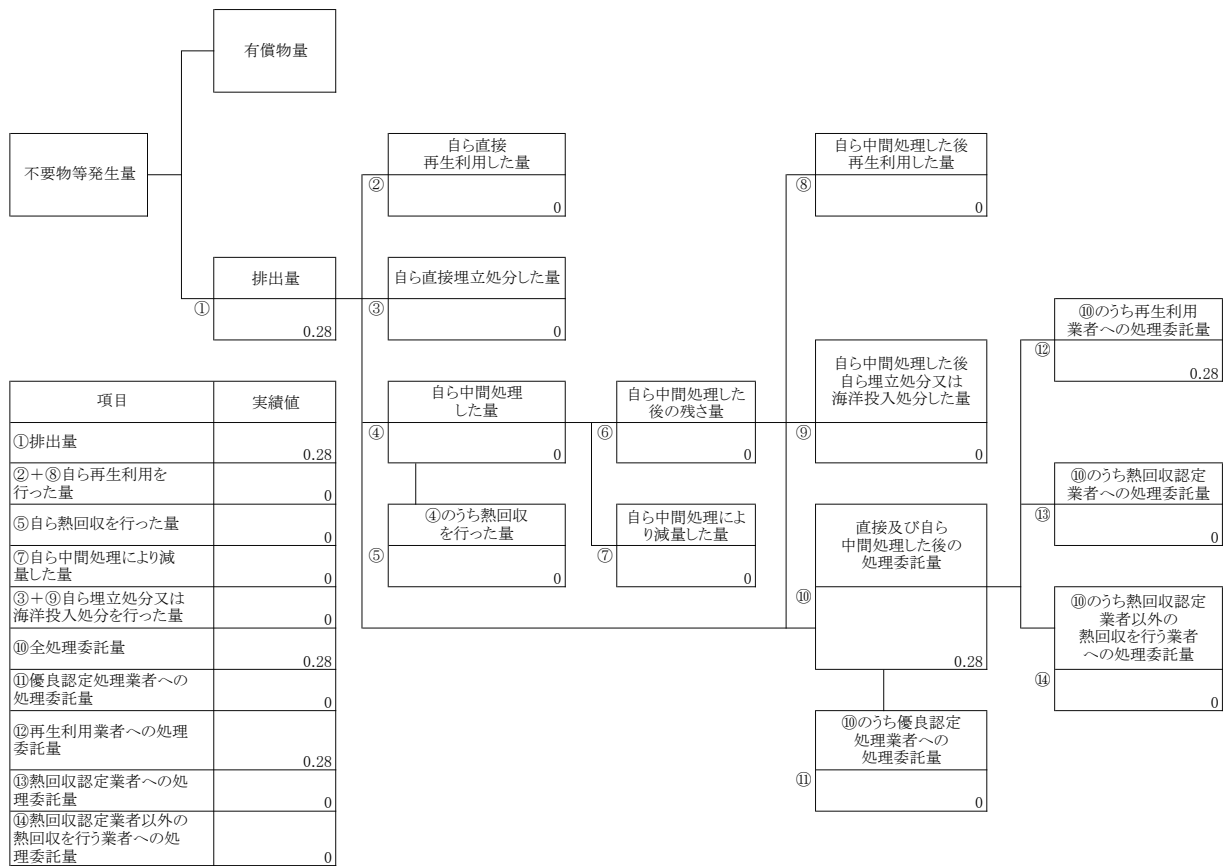 有償物量
不要物等発生量
自ら直接
再生利用した量
②
0
自ら中間処理した後
再生利用した量
⑧
0
排出量
①
0.28
自ら直接埋立処分した量
③
0
⑩のうち再生利用
業者への処理委託量
⑫
0.28
自ら中間処理
した量
④
0
自ら中間処理した
後の残さ量
⑥
0
自ら中間処理した後
自ら埋立処分又は
海洋投入処分した量
⑨
0
④のうち熱回収
を行った量
⑤
0
自ら中間処理によ
り減量した量
⑦
0
直接及び自ら
中間処理した後の
処理委託量
⑩
0.28
⑩のうち熱回収認定
業者への処理委託量
⑬
0
⑩のうち熱回収認定
業者以外の
熱回収を行う業者
への処理委託量
⑭
0
⑩のうち優良認定
処理業者への
処理委託量
⑪
0
項目 実績値
①排出量 0.28
②+⑧自ら再生利用を
行った量 0
⑤自ら熱回収を行った量 0
⑦自ら中間処理により減
量した量 0
③+⑨自ら埋立処分又は
海洋投入処分を行った量 0
⑩全処理委託量 0.28
⑪優良認定処理業者への
処理委託量 0
⑫再生利用業者への処理
委託量 0.28
⑬熱回収認定業者への処
理委託量 0
⑭熱回収認定業者以外の
熱回収を行う業者への処
理委託量 0